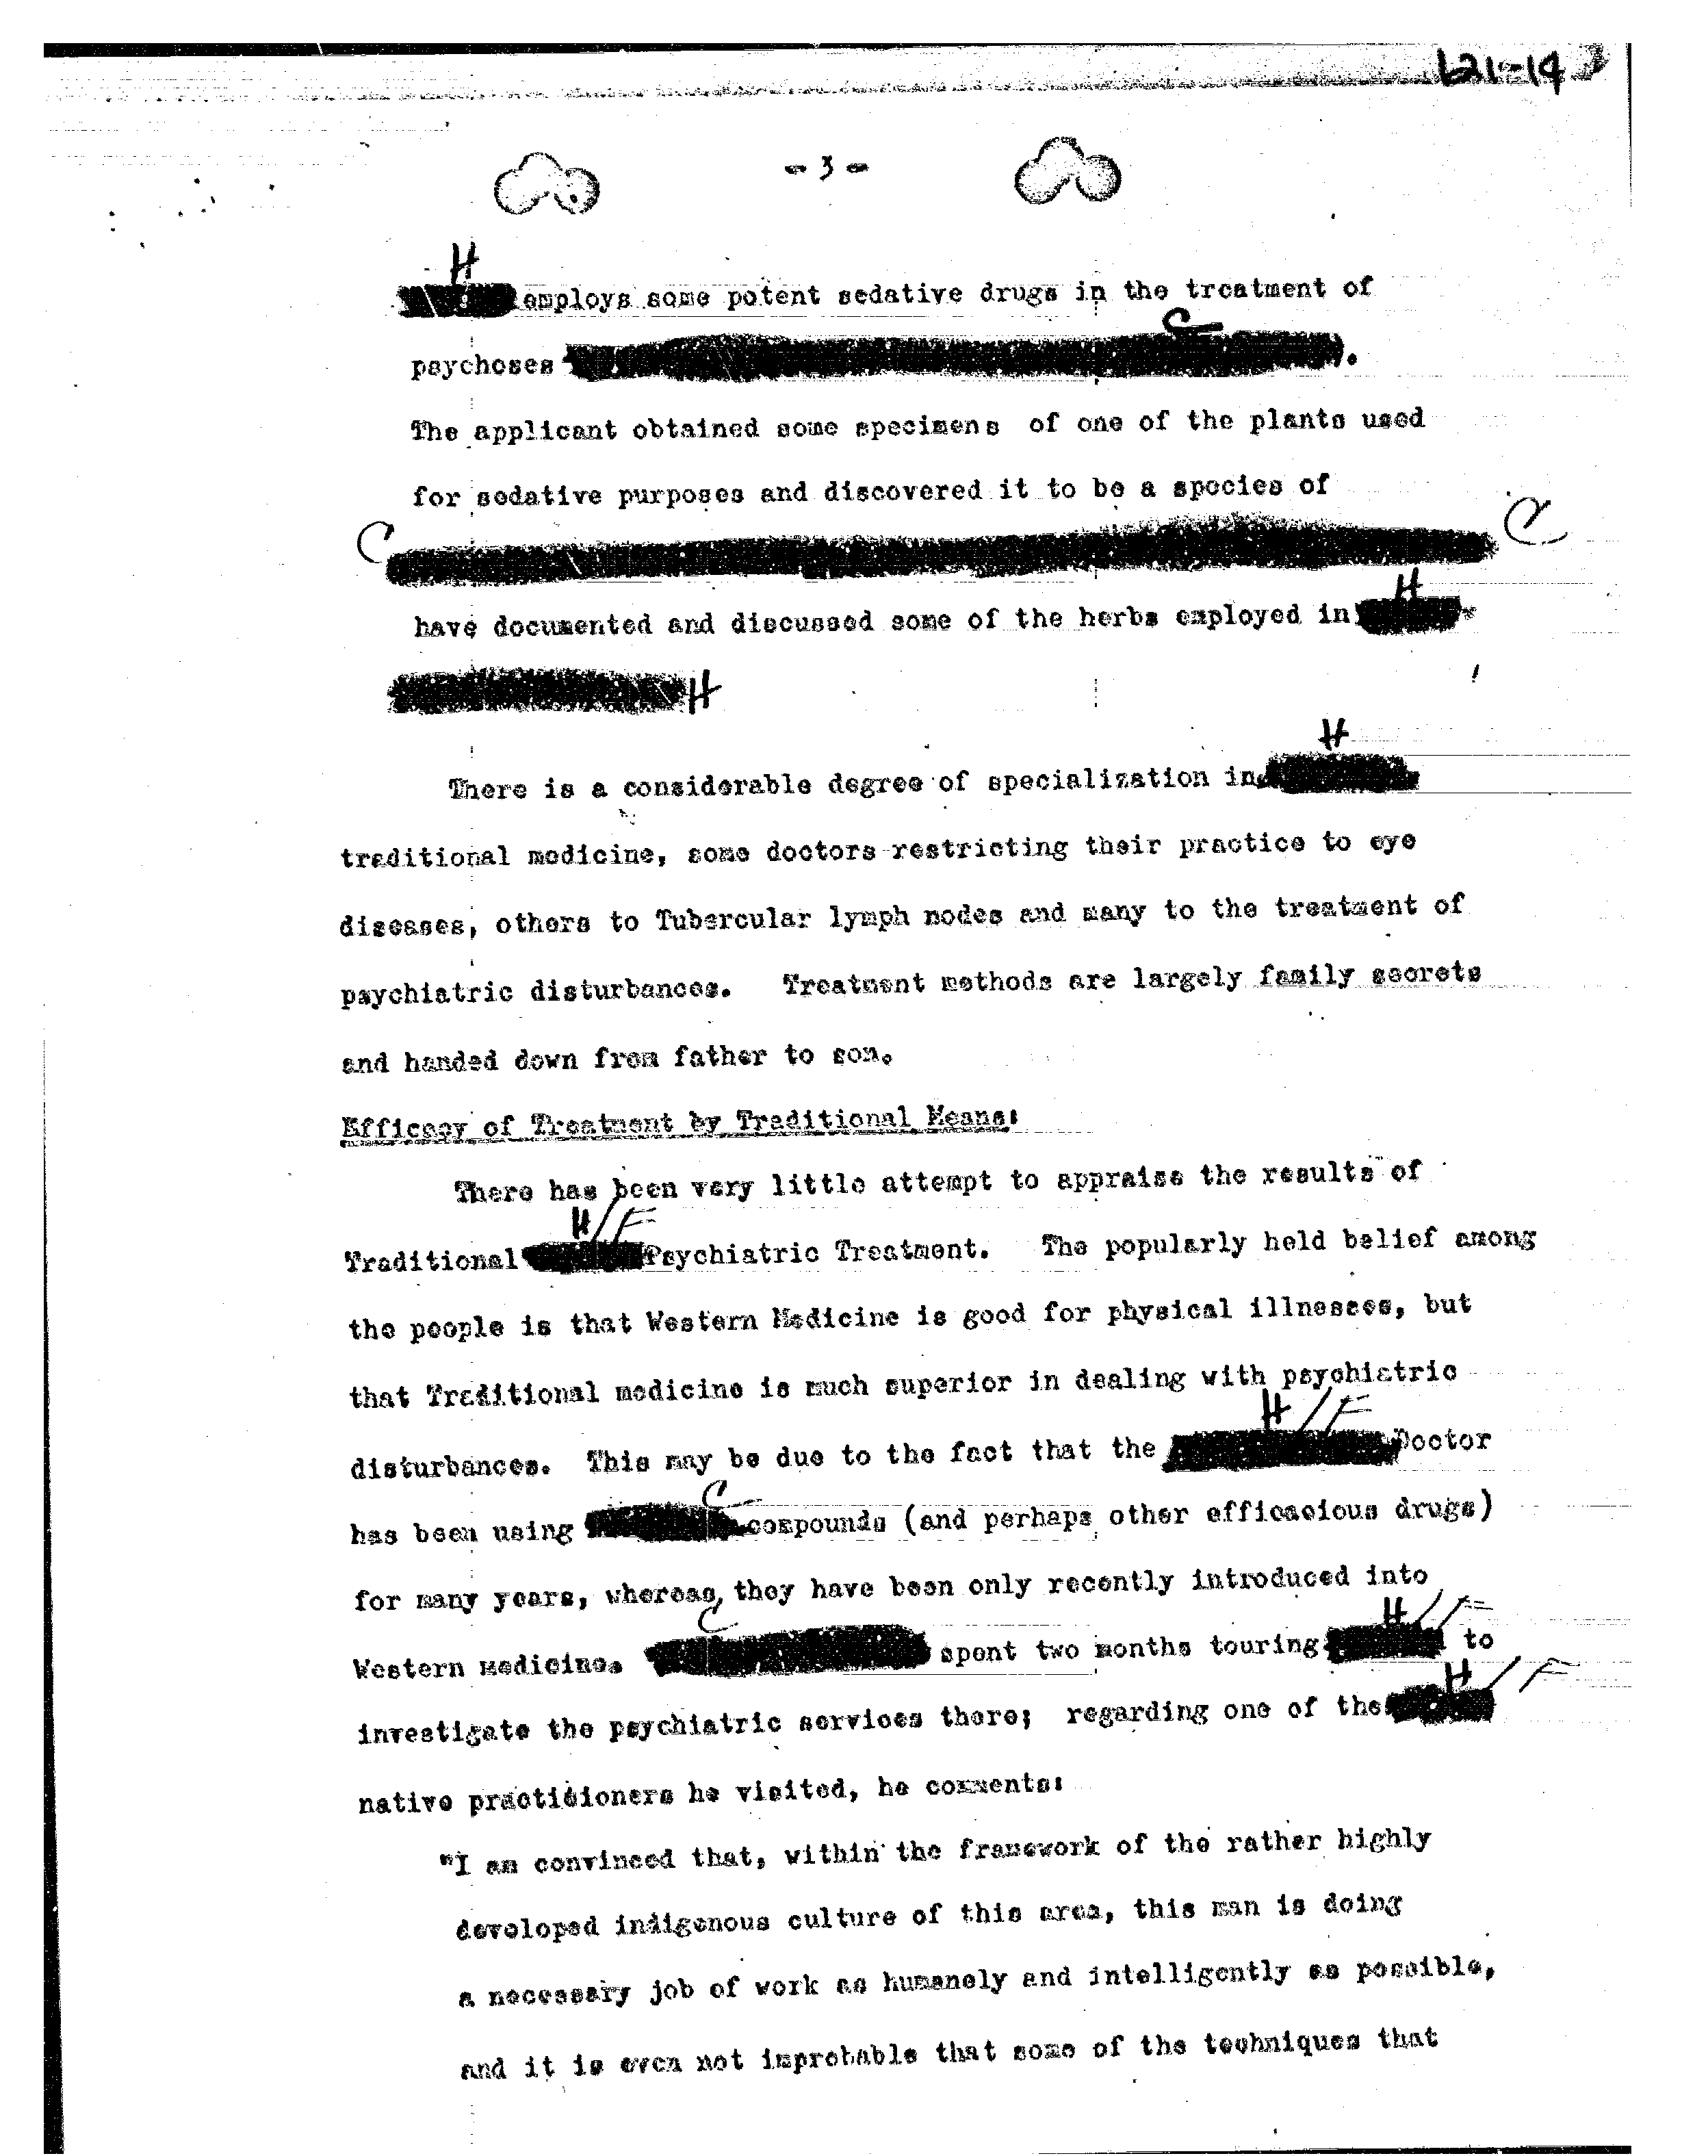 121-14
- 3 -
H
employs some potent sedative drugs in the treatment of
C
psychoses .
The applicant obtained some specimens of one of the plants used
for sedative purposes and discovered it to be a species of
C C
H
have documented and discussed some of the herbs employed in
H
H
There is a considerable degree of specialization in
traditional medicine, some doctors restricting their practice to eye
diseases, others to Tubercular lymph nodes and many to the treatment of
psychiatric disturbances. Treatment methods are largely family secrets
and handed down from father to son.
Efficacy of Treatment by Traditional Means:
There has been very little attempt to appraise the results of
H/F
Traditional Psychiatric Treatment. The popularly held belief among
the people is that Western Medicine is good for physical illnesses, but
that Traditional medicine is much superior in dealing with psychiatric
H/F
disturbances. This may be due to the fact that the Doctor
C
has been using compounds (and perhaps other efficacious drugs)
for many years, whereas, they have been only recently introduced into
C H/F
Western medicine. spent two months touring to
H/F
investigate the psychiatric services there; regarding one of the
native practitioners he visited, he comments:
"I am convinced that, within the framework of the rather highly
developed indigenous culture of this area, this man is doing
a necessary job of work as humanely and intelligently as possible,
and it is even not improbable that some of the techniques that